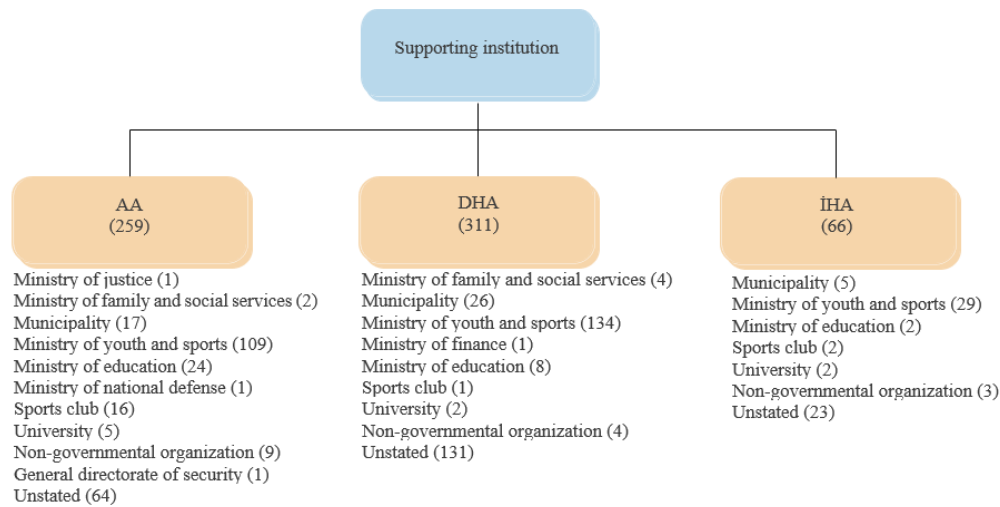 Supporting institution
AA
(259)
Ministry of justice (1)
Ministry of family and social services (2)
Municipality (17)
Ministry of youth and sports (109)
Ministry of education (24)
Ministry of national defense (1)
Sports club (16)
University (5)
Non-governmental organization (9)
General directorate of security (1)
Unstated (64)
DHA
(311)
Ministry of family and social services (4)
Municipality (26)
Ministry of youth and sports (134)
Ministry of finance (1)
Ministry of education (8)
Sports club (1)
University (2)
Non-governmental organization (4)
Unstated (131)
İHA
(66)
Municipality (5)
Ministry of youth and sports (29)
Ministry of education (2)
Sports club (2)
University (2)
Non-governmental organization (3)
Unstated (23)